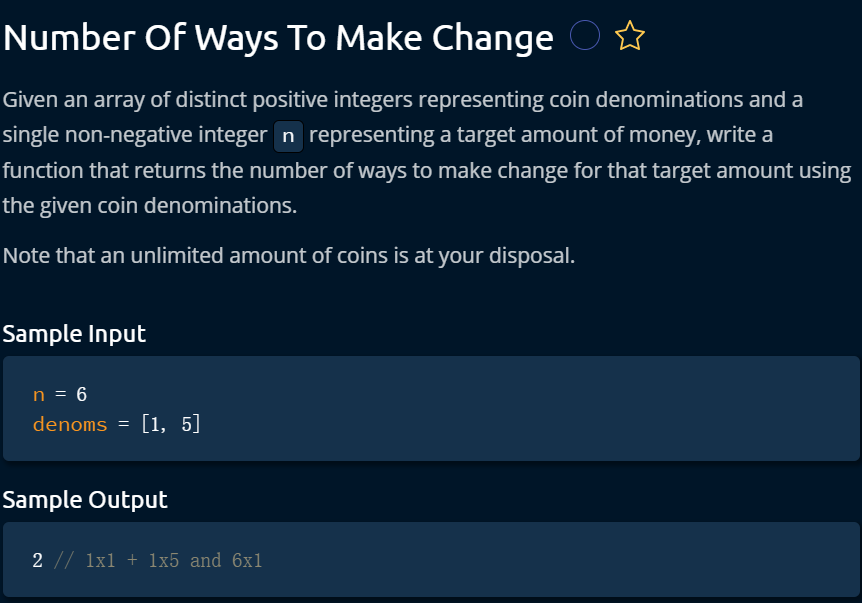 Number Of Ways To Make Change
Given an array of distinct positive integers representing coin denominations and a
single non-negative integer n representing a target amount of money, write a
function that returns the number of ways to make change for that target amount using
the given coin denominations.
Note that an unlimited amount of coins is at your disposal.
Sample Input
n = 6
denoms = [1, 5]
Sample Output
2 // 1x1 + 1x5 and 6x1